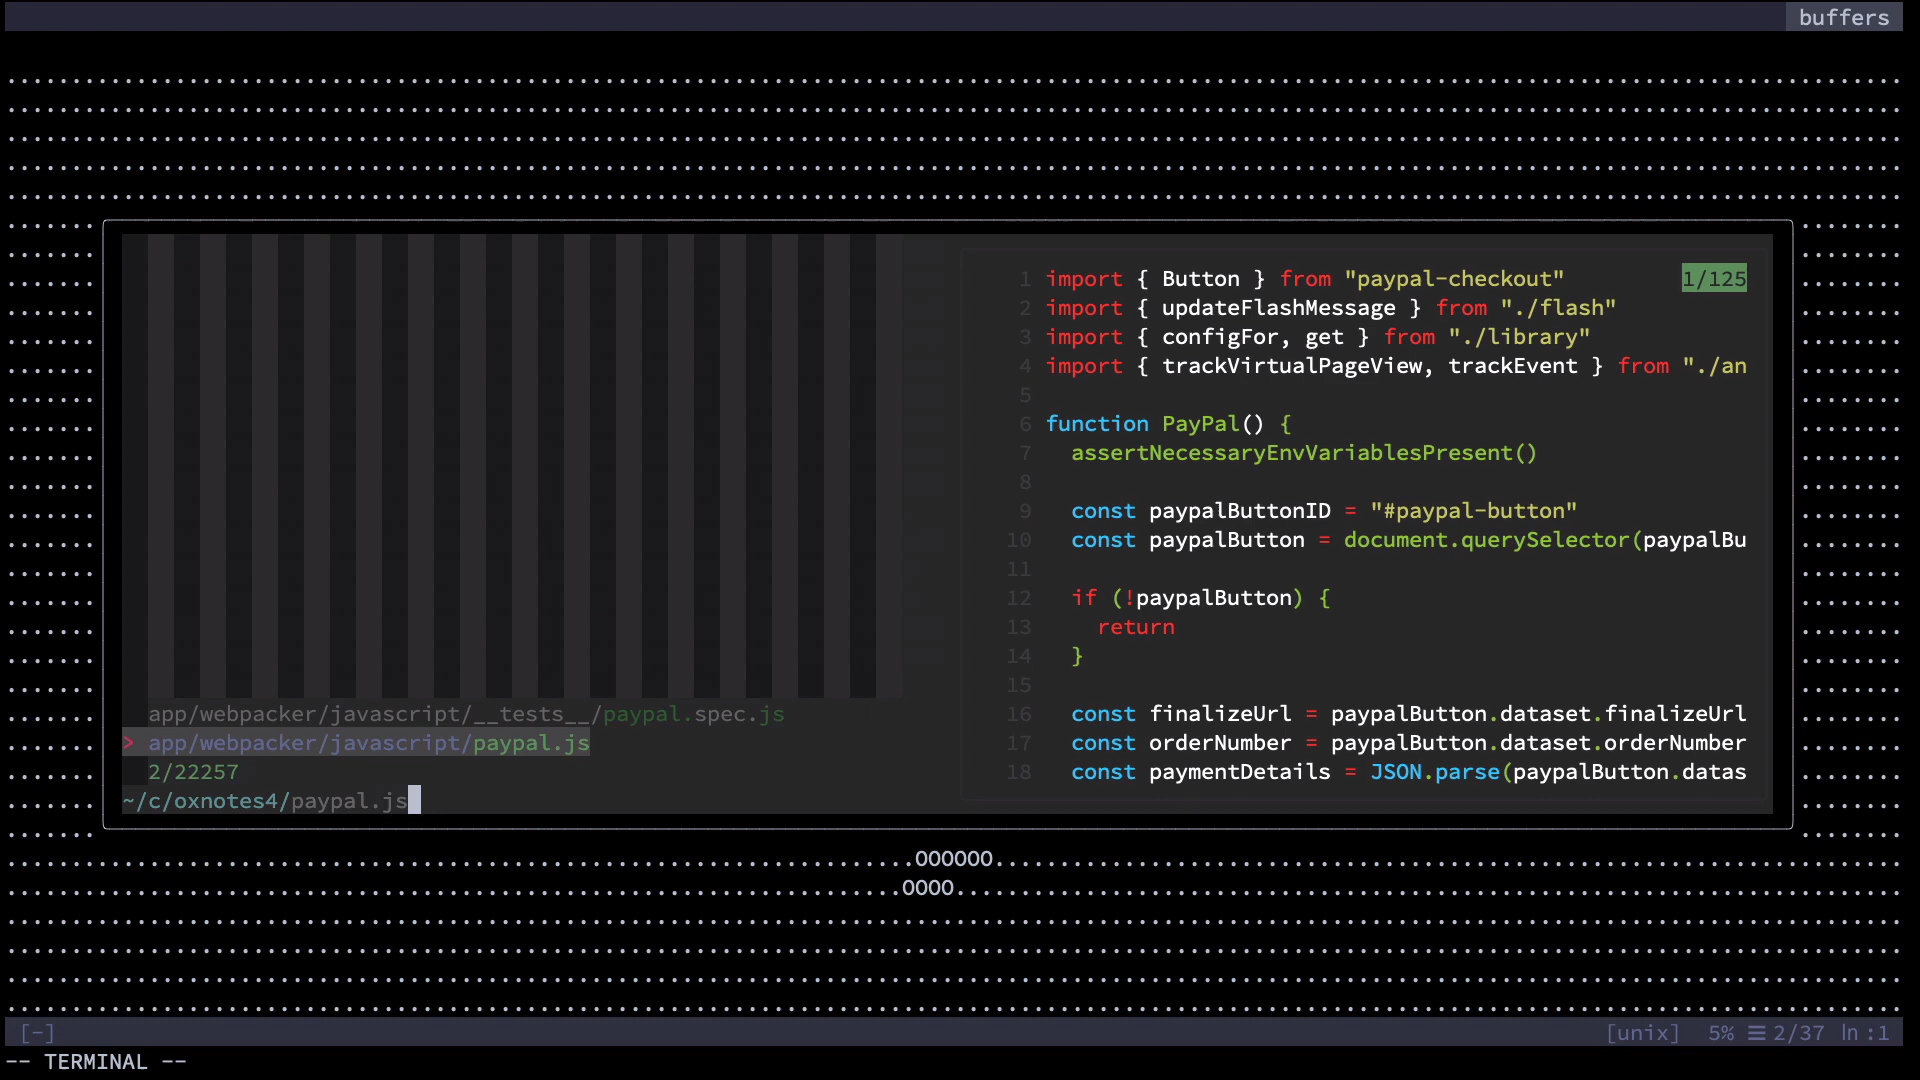 buffers
app/webpacker/javascript/__tests__/paypal.spec.js
> app/webpacker/javascript/paypal.js
2/22257
~/c/oxnotes4/paypal.js
1/125
1 import { Button } from "paypal-checkout"
2 import { updateFlashMessage } from "./flash"
3 import { configFor, get } from "./library"
4 import { trackVirtualPageView, trackEvent } from "./an
5
6 function PayPal() {
7   assertNecessaryEnvVariablesPresent()
8
9   const paypalButtonID = "#paypal-button"
10   const paypalButton = document.querySelector(paypalBu
11
12   if (!paypalButton) {
13     return
14   }
15
16   const finalizeUrl = paypalButton.dataset.finalizeUrl
17   const orderNumber = paypalButton.dataset.orderNumber
18   const paymentDetails = JSON.parse(paypalButton.datas
OOOOOO
OOOO
[-] [unix] 5% ☰ 2/37 ln :1
-- TERMINAL --